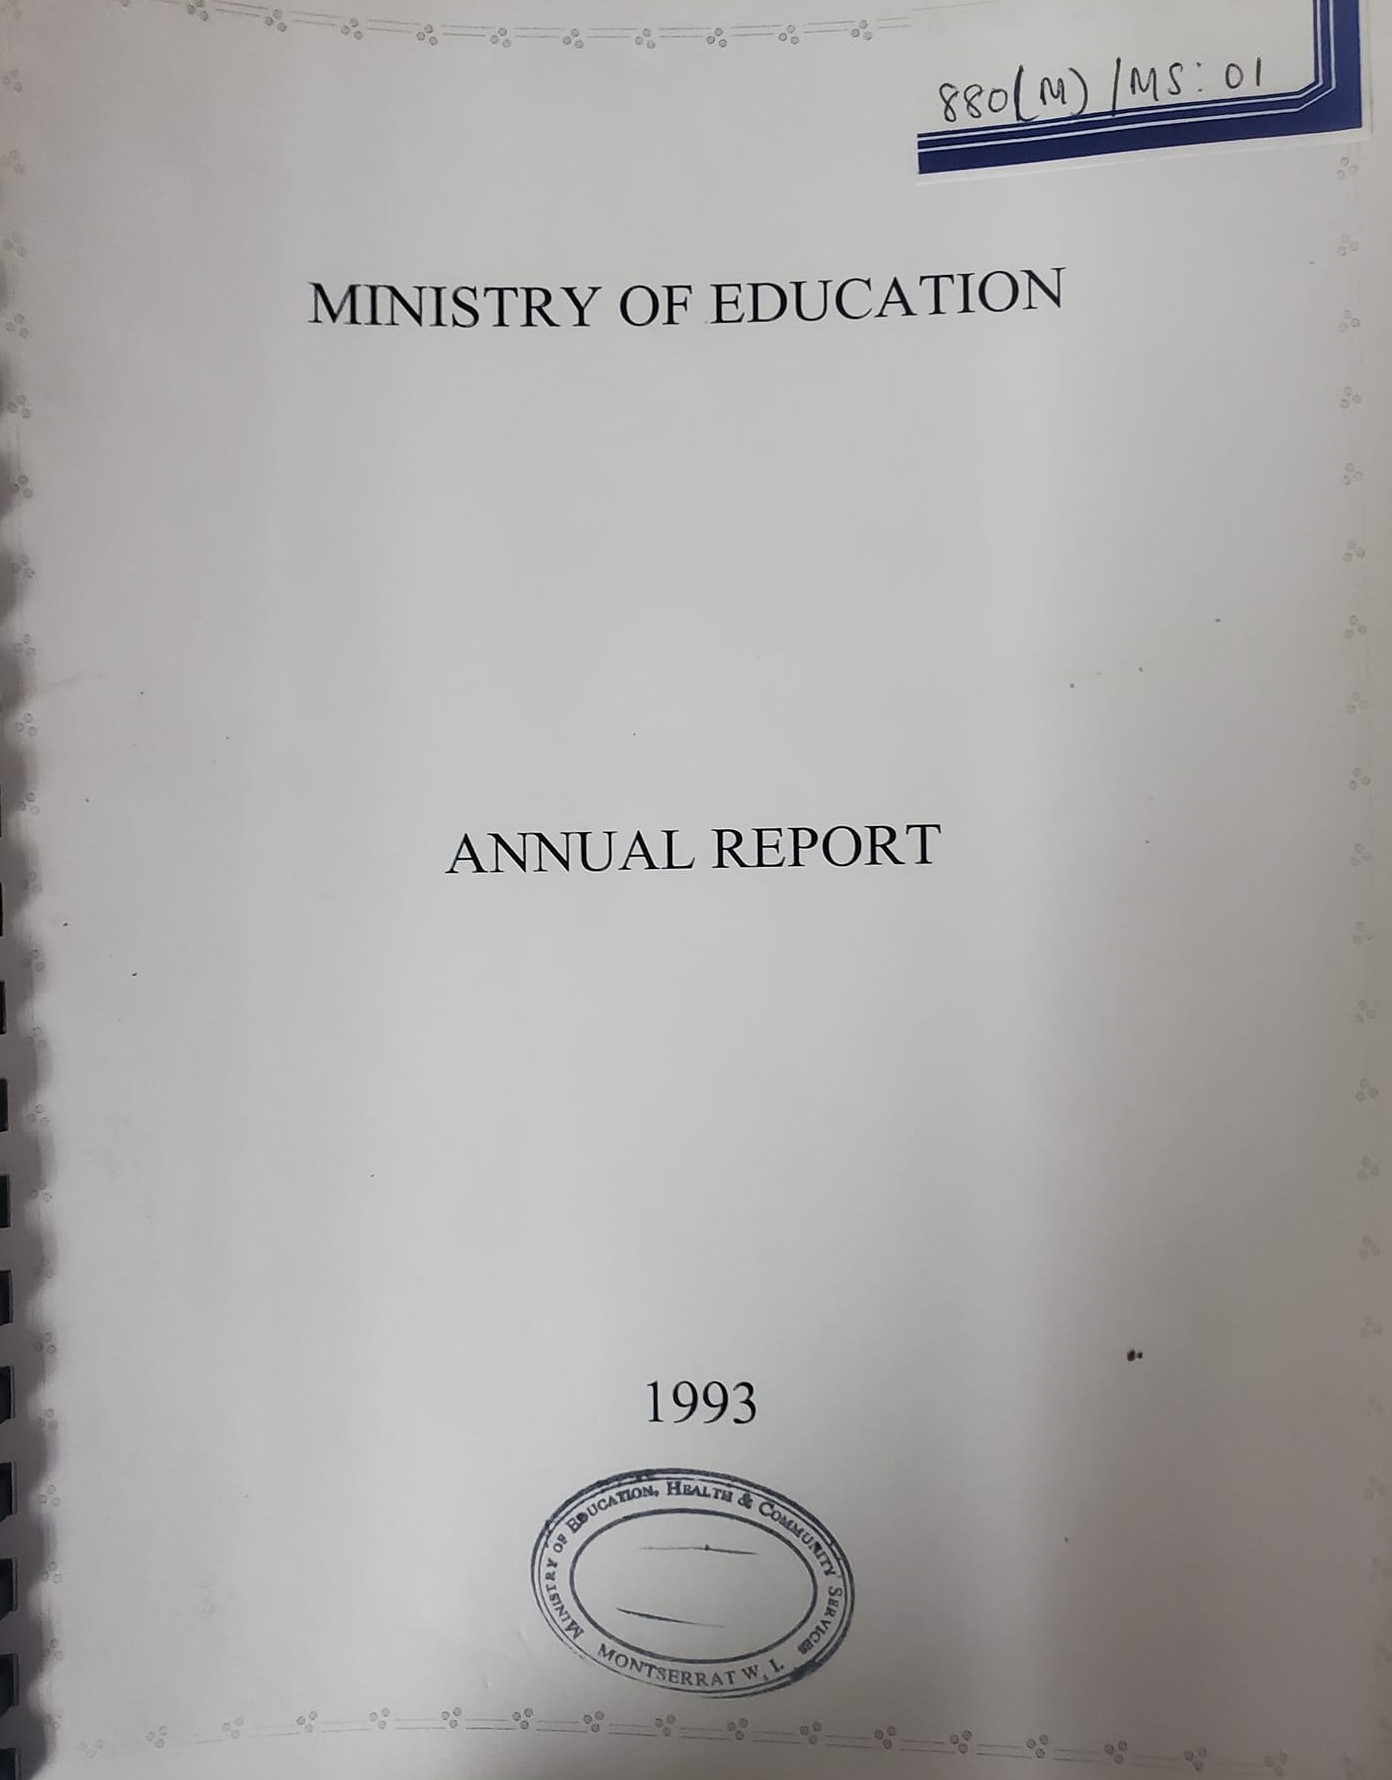 880(M)/MS:01
MINISTRY OF EDUCATION
ANNUAL REPORT
1993
MINISTRY OF EDUCATION, HEALTH & COMMUNITY SERVICES
MONTSERRAT W.I.